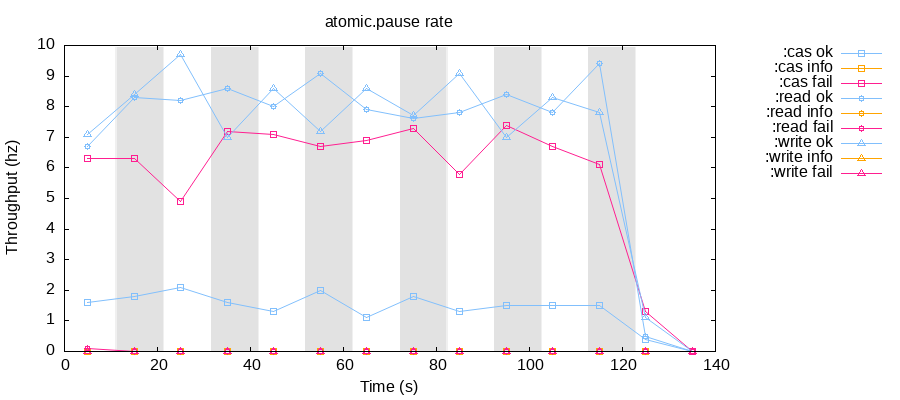 atomic.pause rate
10
9
8
7
6
5
4
3
2
1
0
Throughput (hz)
0 20 40 60 80 100 120 140
Time (s)
:cas ok
:cas info
:cas fail
:read ok
:read info
:read fail
:write ok
:write info
:write fail